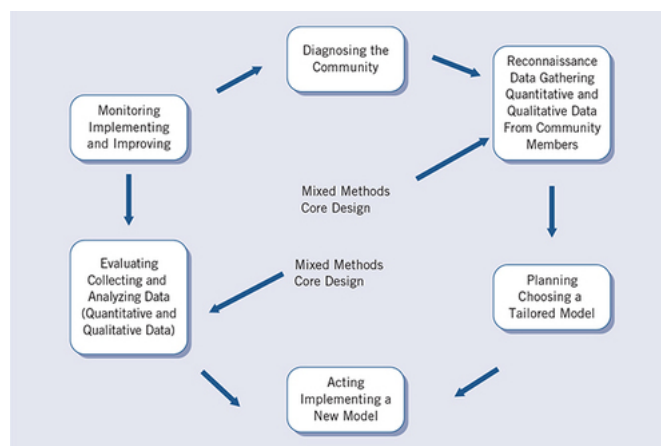 Diagnosing the
Community
Reconnaissance
Data Gathering
Quantitative and
Qualitative Data
From Community
Members
Monitoring
Implementing
and Improving
Mixed Methods
Core Design
Evaluating
Collecting and
Analyzing Data
(Quantitative and
Qualitative Data)
Mixed Methods
Core Design
Planning
Choosing a
Tailored Model
Acting
Implementing a
New Model